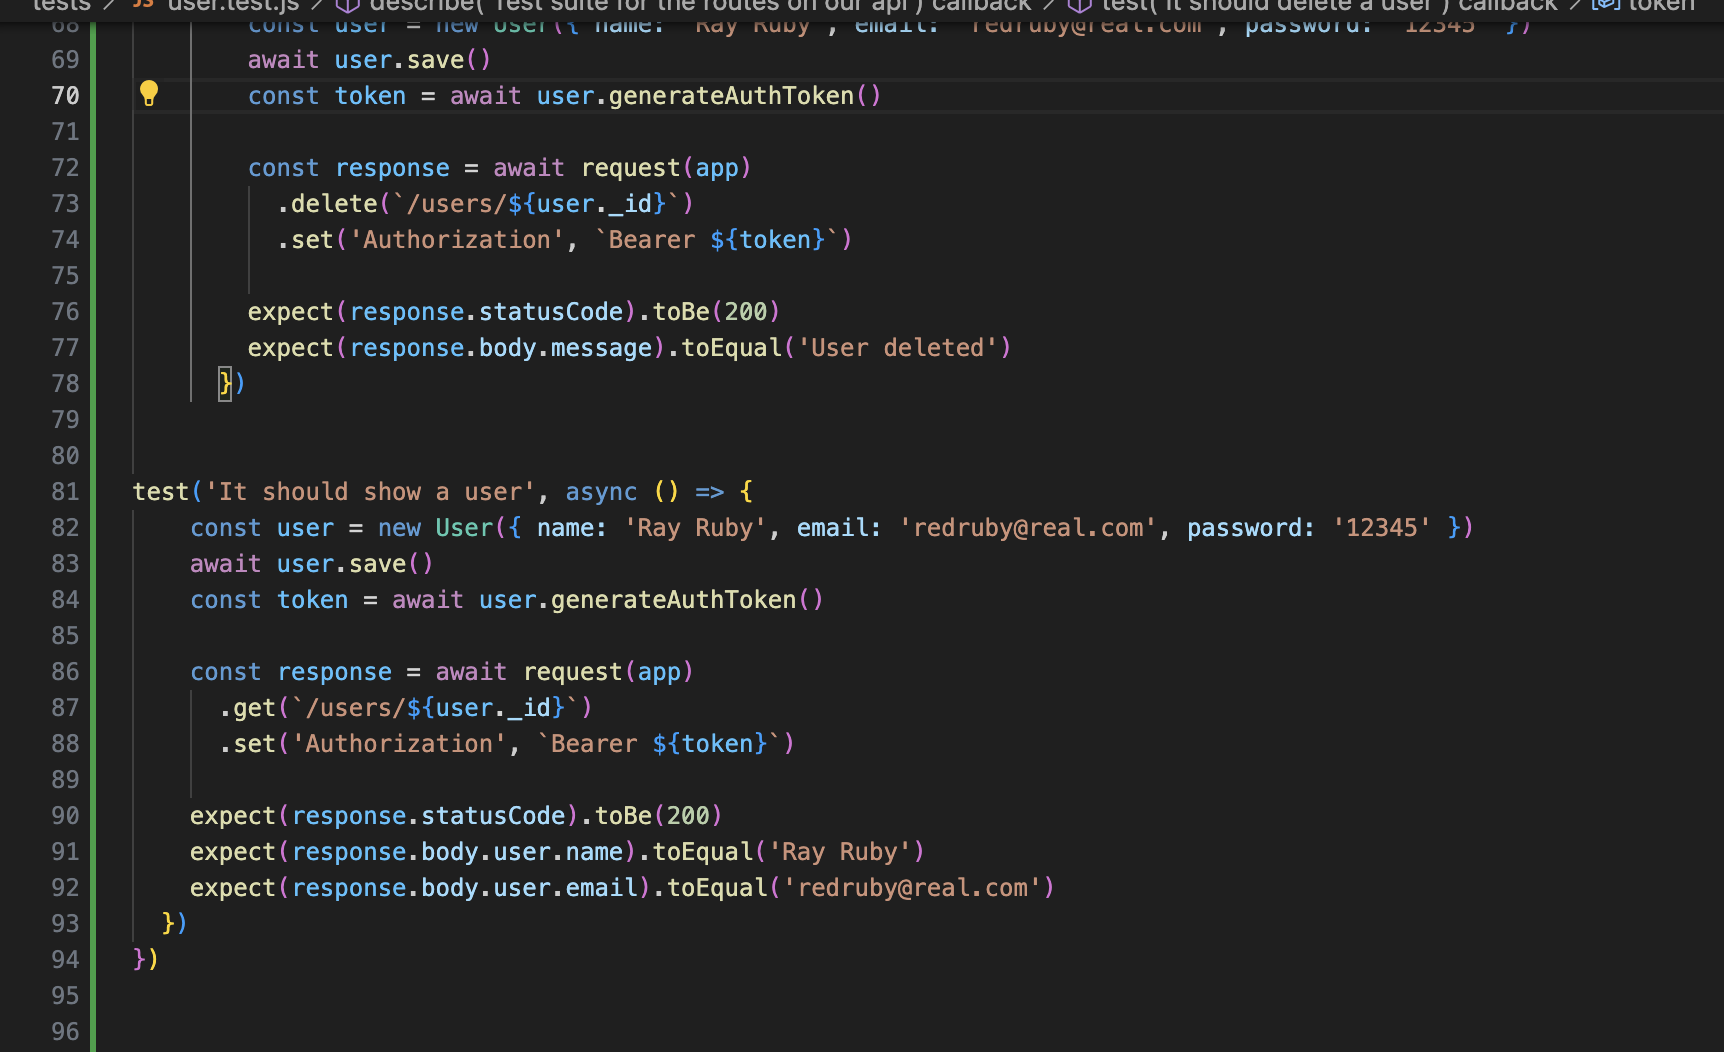 tests > JS user.test.js > describe('Test suite for the routes on our api') callback > test('It should delete a user') callback > token
68 const user = new User({ name: 'Ray Ruby', email: 'redruby@real.com', password: '12345' })
69 await user.save()
70 const token = await user.generateAuthToken()
71
72 const response = await request(app)
73 .delete(`/users/${user._id}`)
74 .set('Authorization', `Bearer ${token}`)
75
76 expect(response.statusCode).toBe(200)
77 expect(response.body.message).toEqual('User deleted')
78 })
79
80
81 test('It should show a user', async () => {
82 const user = new User({ name: 'Ray Ruby', email: 'redruby@real.com', password: '12345' })
83 await user.save()
84 const token = await user.generateAuthToken()
85
86 const response = await request(app)
87 .get(`/users/${user._id}`)
88 .set('Authorization', `Bearer ${token}`)
89
90 expect(response.statusCode).toBe(200)
91 expect(response.body.user.name).toEqual('Ray Ruby')
92 expect(response.body.user.email).toEqual('redruby@real.com')
93 })
94 })
95
96